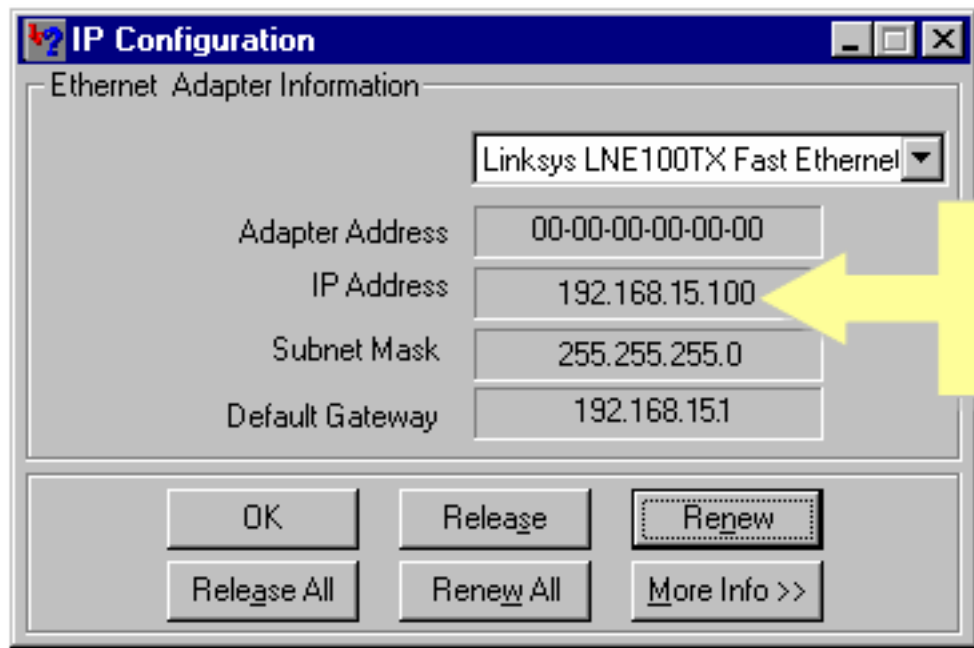 IP Configuration
Ethernet Adapter Information
Linksys LNE100TX Fast Ethernet
Adapter Address 00-00-00-00-00-00
IP Address 192.168.15.100
Subnet Mask 255.255.255.0
Default Gateway 192.168.15.1
OK Release Renew
Release All Renew All More Info >>